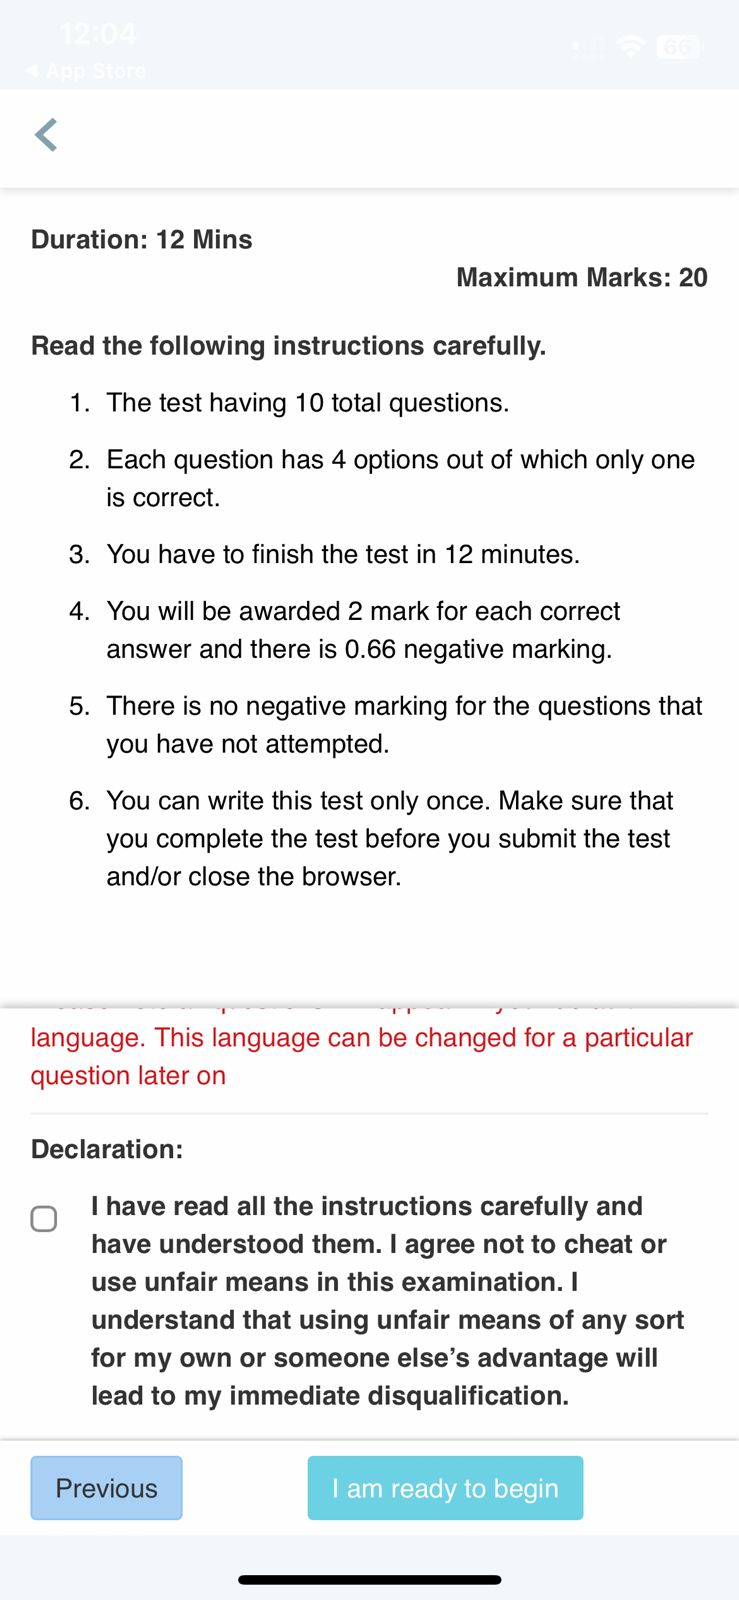 12:04
66
◀ App Store
Duration: 12 Mins
Maximum Marks: 20
Read the following instructions carefully.
1. The test having 10 total questions.
2. Each question has 4 options out of which only one
is correct.
3. You have to finish the test in 12 minutes.
4. You will be awarded 2 mark for each correct
answer and there is 0.66 negative marking.
5. There is no negative marking for the questions that
you have not attempted.
6. You can write this test only once. Make sure that
you complete the test before you submit the test
and/or close the browser.
language. This language can be changed for a particular
question later on
Declaration:
I have read all the instructions carefully and
have understood them. I agree not to cheat or
use unfair means in this examination. I
understand that using unfair means of any sort
for my own or someone else’s advantage will
lead to my immediate disqualification.
Previous
I am ready to begin